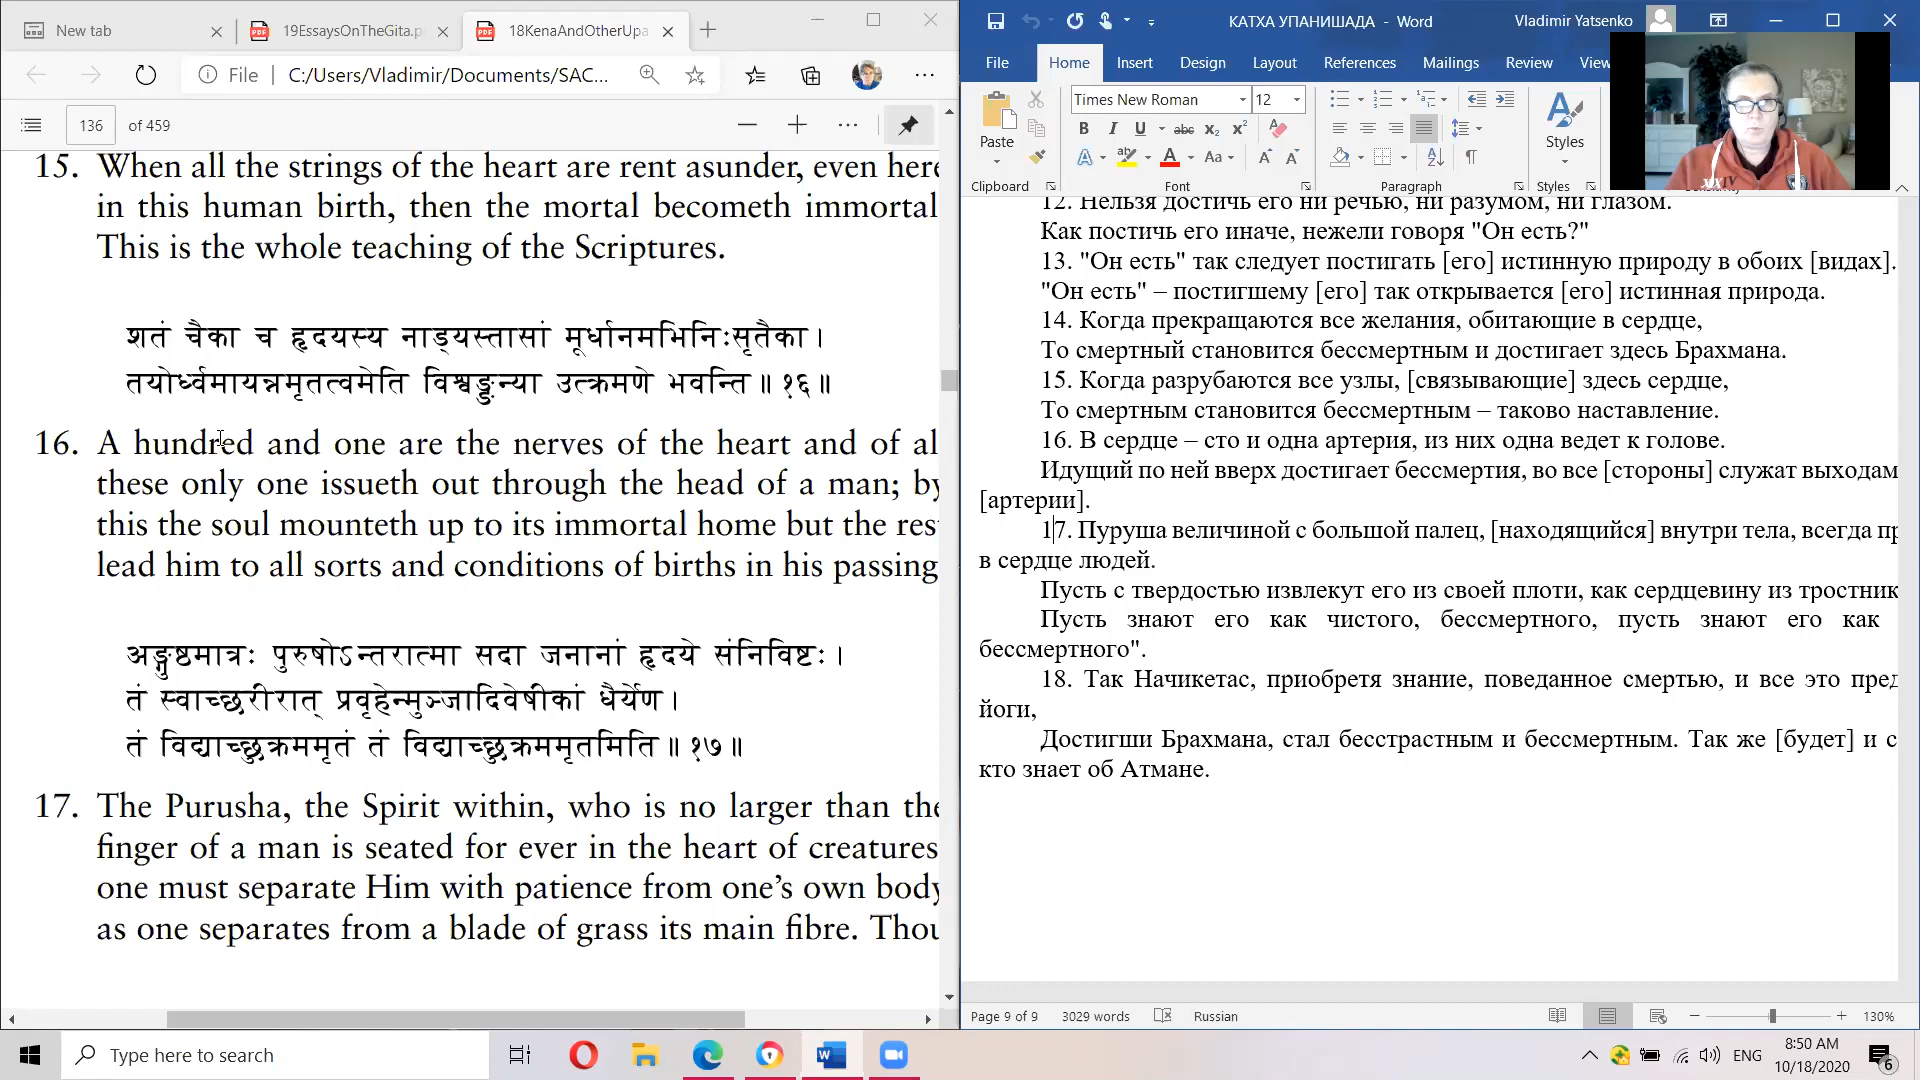 New tab
19EssaysOnTheGita.p
18KenaAndOtherUpa
File
C:/Users/Vladimir/Documents/SAC...
136 of 459
15. When all the strings of the heart are rent asunder, even here
in this human birth, then the mortal becometh immortal
This is the whole teaching of the Scriptures.
शतं चैका च हृदयस्य नाड्यस्तासां मूर्धानमभिनिःसृतैका।
तयोर्ध्वमायन्नमृतत्वमेति विश्वङ्ङन्या उत्क्रमणे भवन्ति॥१६॥
16. A hundred and one are the nerves of the heart and of al
these only one issueth out through the head of a man; by
this the soul mounteth up to its immortal home but the res
lead him to all sorts and conditions of births in his passing
अङ्गुष्ठमात्रः पुरुषोऽन्तरात्मा सदा जनानां हृदये संनिविष्टः।
तं स्वाच्छरीरात् प्रवृहेन्मुञ्जादिवेषीकां धैर्येण।
तं विद्याच्छुक्रममृतं तं विद्याच्छुक्रममृतमिति॥१७॥
17. The Purusha, the Spirit within, who is no larger than the
finger of a man is seated for ever in the heart of creatures
one must separate Him with patience from one's own body
as one separates from a blade of grass its main fibre. Thou
КАТХА УПАНИШАДА - Word
Vladimir Yatsenko
File Home Insert Design Layout References Mailings Review View
Paste
Clipboard
Times New Roman 12
Font
Paragraph
Styles
Styles
12. Нельзя достичь его ни речью, ни разумом, ни глазом.
Как постичь его иначе, нежели говоря "Он есть?"
13. "Он есть" так следует постигать [его] истинную природу в обоих [видах].
"Он есть" – постигшему [его] так открывается [его] истинная природа.
14. Когда прекращаются все желания, обитающие в сердце,
То смертный становится бессмертным и достигает здесь Брахмана.
15. Когда разрубаются все узлы, [связывающие] здесь сердце,
То смертным становится бессмертным – таково наставление.
16. В сердце – сто и одна артерия, из них одна ведет к голове.
Идущий по ней вверх достигает бессмертия, во все [стороны] служат выходам
[артерии].
17. Пуруша величиной с большой палец, [находящийся] внутри тела, всегда пр
в сердце людей.
Пусть с твердостью извлекут его из своей плоти, как сердцевину из тростник
Пусть знают его как чистого, бессмертного, пусть знают его как
бессмертного".
18. Так Начикетас, приобретя знание, поведанное смертью, и все это пред
йоги,
Достигши Брахмана, стал бесстрастным и бессмертным. Так же [будет] и с
кто знает об Атмане.
Page 9 of 9 3029 words Russian 130%
Type here to search
ENG
8:50 AM
10/18/2020
6